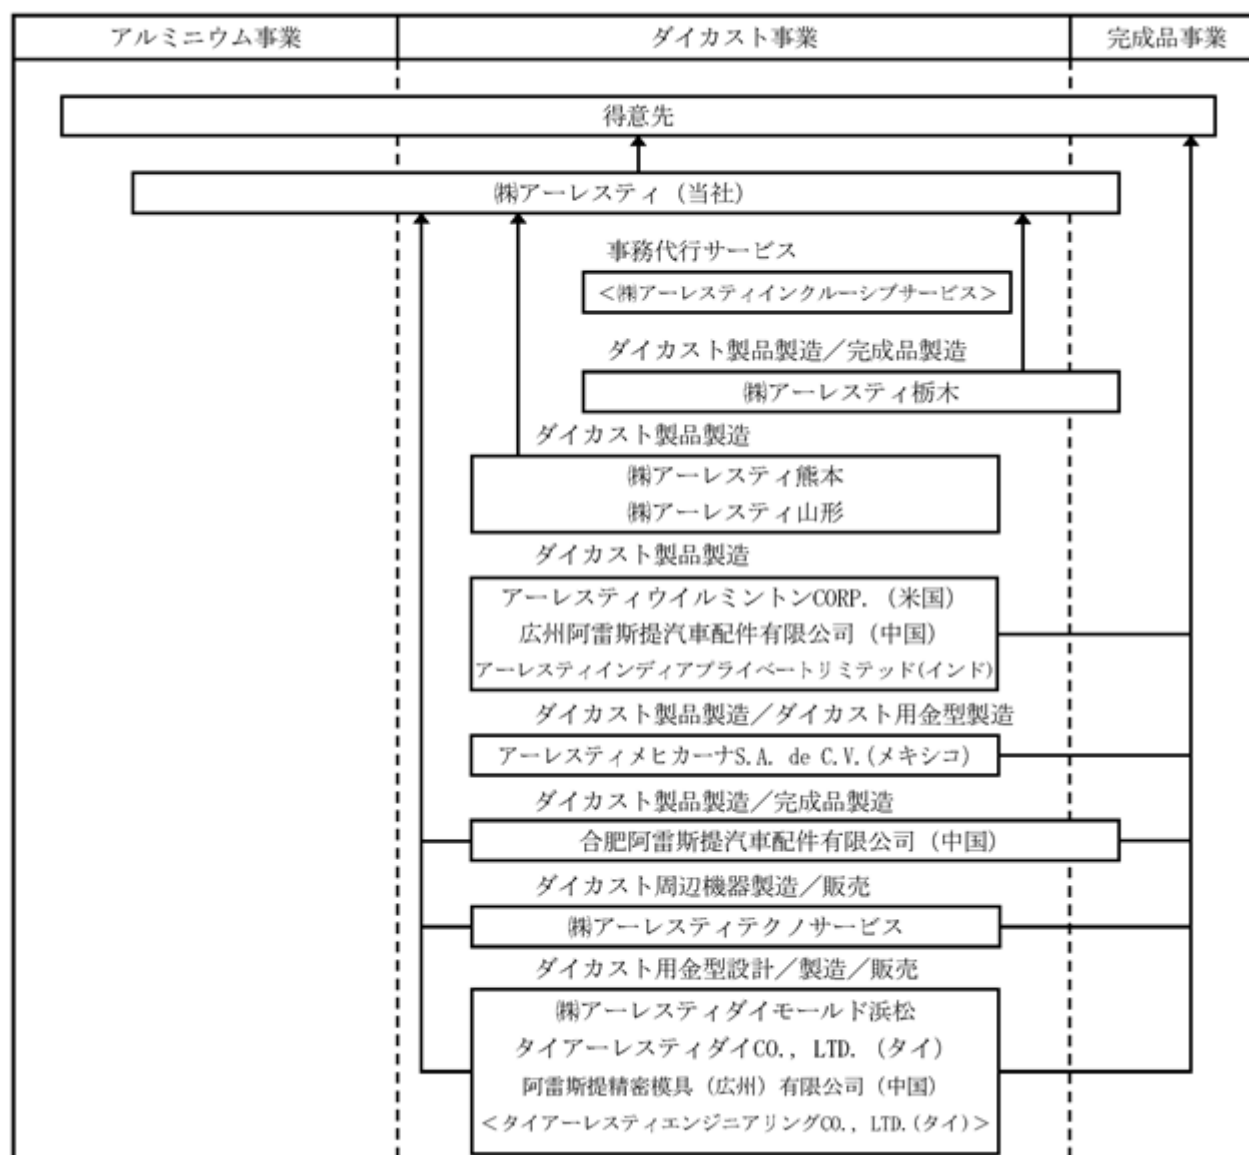 アルミニウム事業
ダイカスト事業
完成品事業
得意先
㈱アーレスティ（当社）
事務代行サービス
＜㈱アーレスティインクルーシブサービス＞
ダイカスト製品製造／完成品製造
㈱アーレスティ栃木
ダイカスト製品製造
㈱アーレスティ熊本
㈱アーレスティ山形
ダイカスト製品製造
アーレスティウイルミントンCORP.（米国）
広州阿雷斯提汽車配件有限公司（中国）
アーレスティインディアプライベートリミテッド(インド)
ダイカスト製品製造／ダイカスト用金型製造
アーレスティメヒカーナS.A. de C.V.(メキシコ)
ダイカスト製品製造／完成品製造
合肥阿雷斯提汽車配件有限公司（中国）
ダイカスト周辺機器製造／販売
㈱アーレスティテクノサービス
ダイカスト用金型設計／製造／販売
㈱アーレスティダイモールド浜松
タイアーレスティダイCO., LTD.（タイ）
阿雷斯提精密模具（広州）有限公司（中国）
＜タイアーレスティエンジニアリングCO., LTD.(タイ)＞